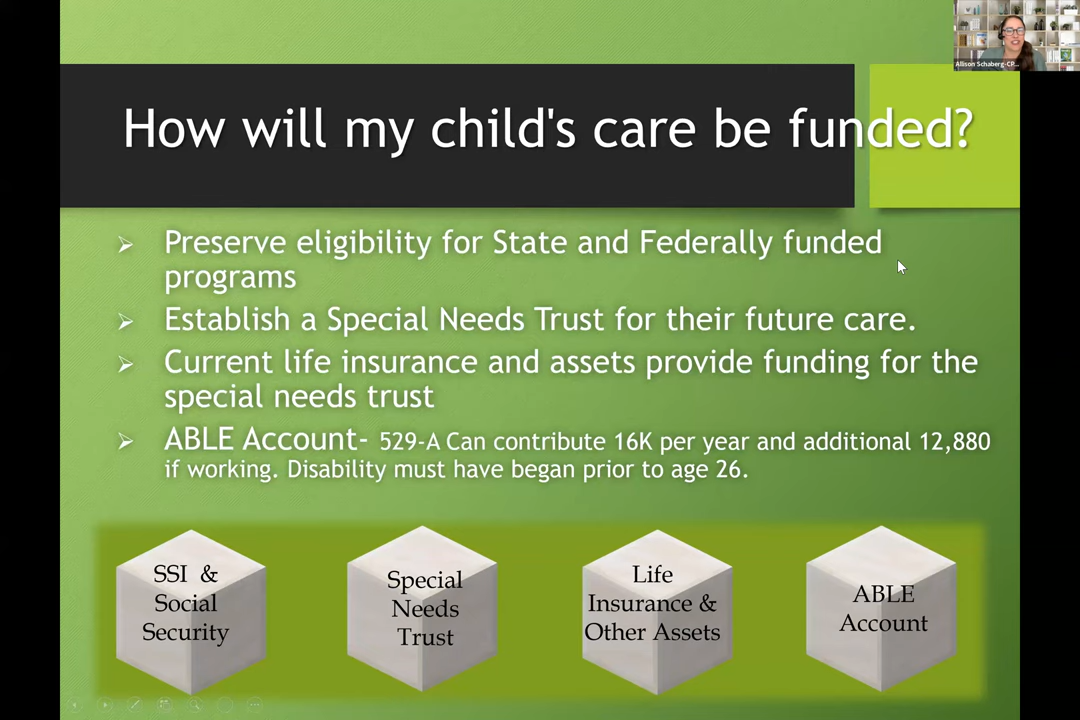 Allison Schaberg-CP...
How will my child's care be funded?
Preserve eligibility for State and Federally funded
programs
Establish a Special Needs Trust for their future care.
Current life insurance and assets provide funding for the
special needs trust
ABLE Account- 529-A Can contribute 16K per year and additional 12,880
if working. Disability must have began prior to age 26.
SSI &
Social
Security
Special
Needs
Trust
Life
Insurance &
Other Assets
ABLE
Account